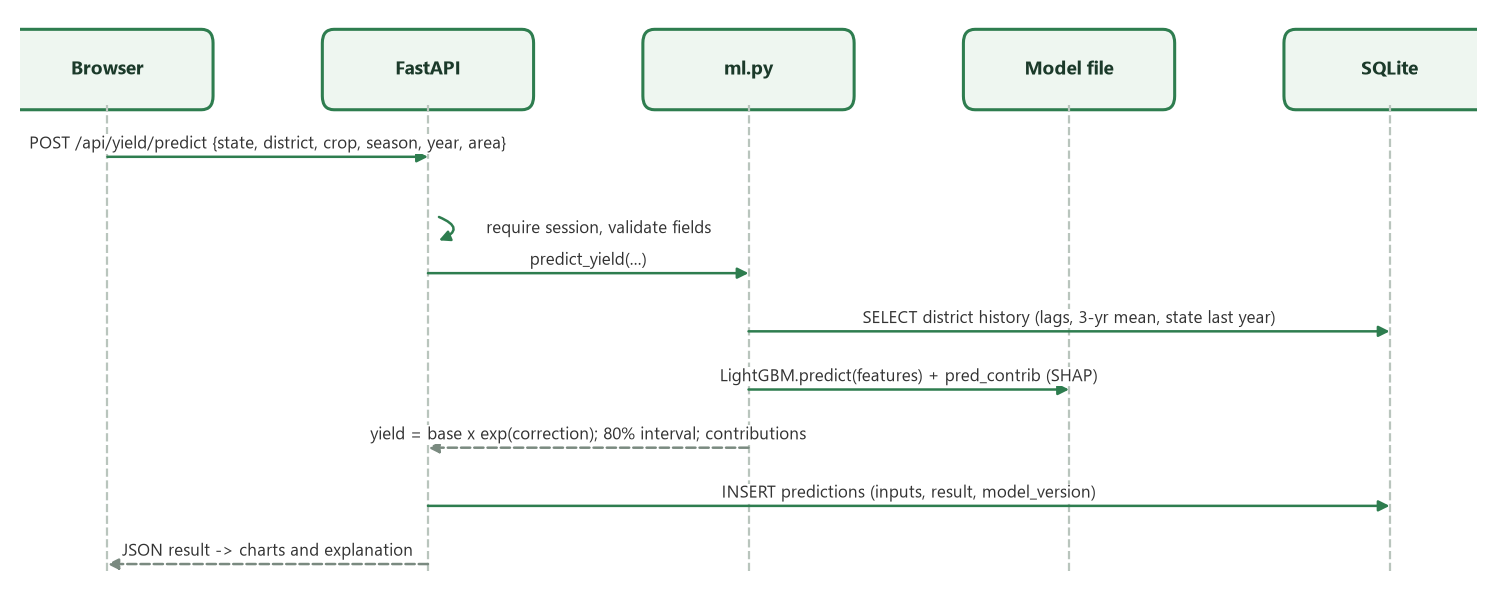 Browser
FastAPI
ml.py
Model file
SQLite
POST /api/yield/predict {state, district, crop, season, year, area}
require session, validate fields
predict_yield(...)
SELECT district history (lags, 3-yr mean, state last year)
LightGBM.predict(features) + pred_contrib (SHAP)
yield = base x exp(correction); 80% interval; contributions
INSERT predictions (inputs, result, model_version)
JSON result -> charts and explanation